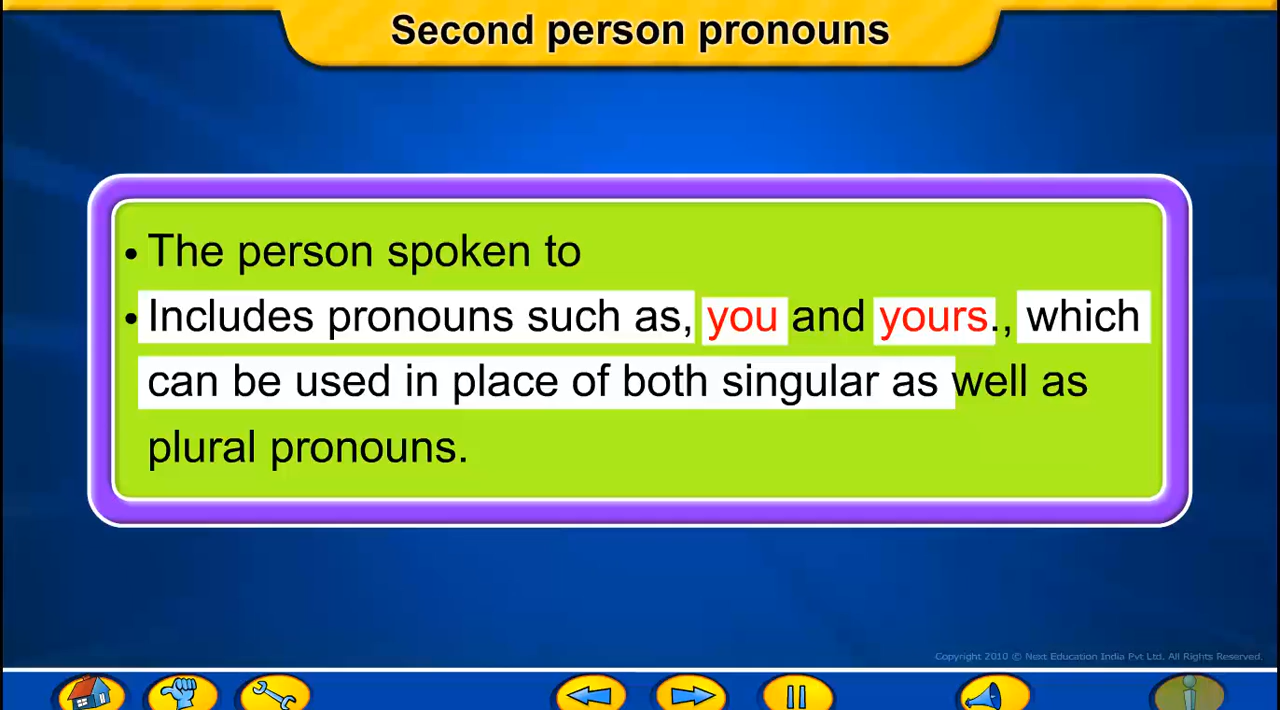 Second person pronouns
• The person spoken to
• Includes pronouns such as, you and yours., which
can be used in place of both singular as well as
plural pronouns.
Copyright 2010 © Next Education India Pvt Ltd. All Rights Reserved.